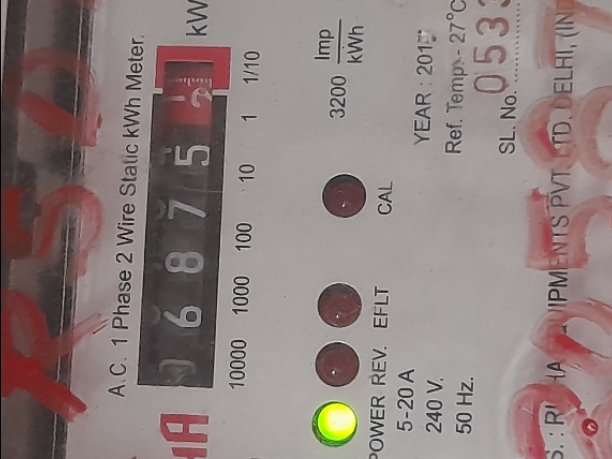 A.C. 1 Phase 2 Wire Static kWh Meter.
6 8 7 5
kW
10000 1000 100 10 1 1/10
3200 Imp/kWh
CAL
EFLT
REV.
POWER
5-20 A
240 V.
50 Hz.
YEAR : 201
Ref. Temp. - 27°C
SL. No. 053
PVT. LTD. DELHI, (IN